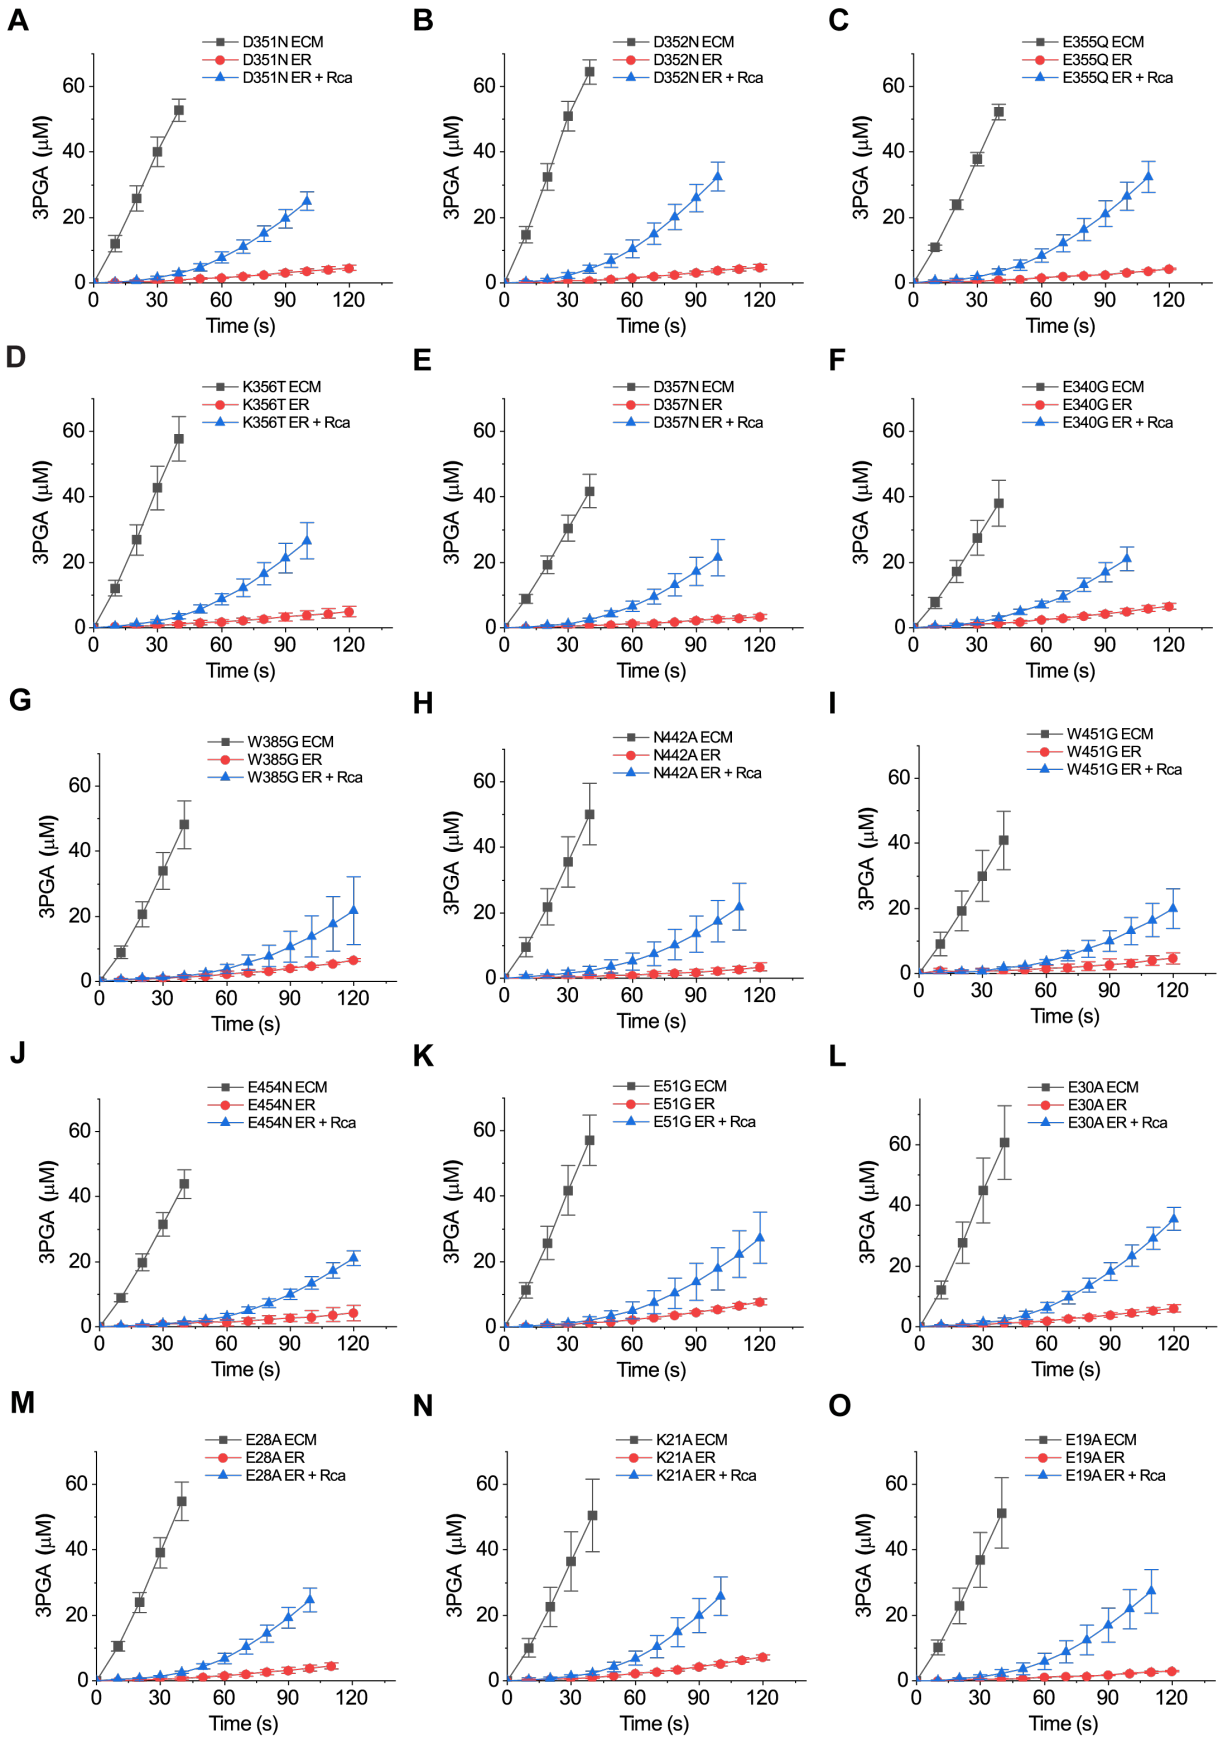 A
D351N ECM
D351N ER
D351N ER + Rca
3PGA (µM)
60
40
20
0
0 30 60 90 120
Time (s)
B
D352N ECM
D352N ER
D352N ER + Rca
3PGA (µM)
60
40
20
0
0 30 60 90 120
Time (s)
C
E355Q ECM
E355Q ER
E355Q ER + Rca
3PGA (µM)
60
40
20
0
0 30 60 90 120
Time (s)
D
K356T ECM
K356T ER
K356T ER + Rca
3PGA (µM)
60
40
20
0
0 30 60 90 120
Time (s)
E
D357N ECM
D357N ER
D357N ER + Rca
3PGA (µM)
60
40
20
0
0 30 60 90 120
Time (s)
F
E340G ECM
E340G ER
E340G ER + Rca
3PGA (µM)
60
40
20
0
0 30 60 90 120
Time (s)
G
W385G ECM
W385G ER
W385G ER + Rca
3PGA (µM)
60
40
20
0
0 30 60 90 120
Time (s)
H
N442A ECM
N442A ER
N442A ER + Rca
3PGA (µM)
60
40
20
0
0 30 60 90 120
Time (s)
I
W451G ECM
W451G ER
W451G ER + Rca
3PGA (µM)
60
40
20
0
0 30 60 90 120
Time (s)
J
E454N ECM
E454N ER
E454N ER + Rca
3PGA (µM)
60
40
20
0
0 30 60 90 120
Time (s)
K
E51G ECM
E51G ER
E51G ER + Rca
3PGA (µM)
60
40
20
0
0 30 60 90 120
Time (s)
L
E30A ECM
E30A ER
E30A ER + Rca
3PGA (µM)
60
40
20
0
0 30 60 90 120
Time (s)
M
E28A ECM
E28A ER
E28A ER + Rca
3PGA (µM)
60
40
20
0
0 30 60 90 120
Time (s)
N
K21A ECM
K21A ER
K21A ER + Rca
3PGA (µM)
60
40
20
0
0 30 60 90 120
Time (s)
O
E19A ECM
E19A ER
E19A ER + Rca
3PGA (µM)
60
40
20
0
0 30 60 90 120
Time (s)